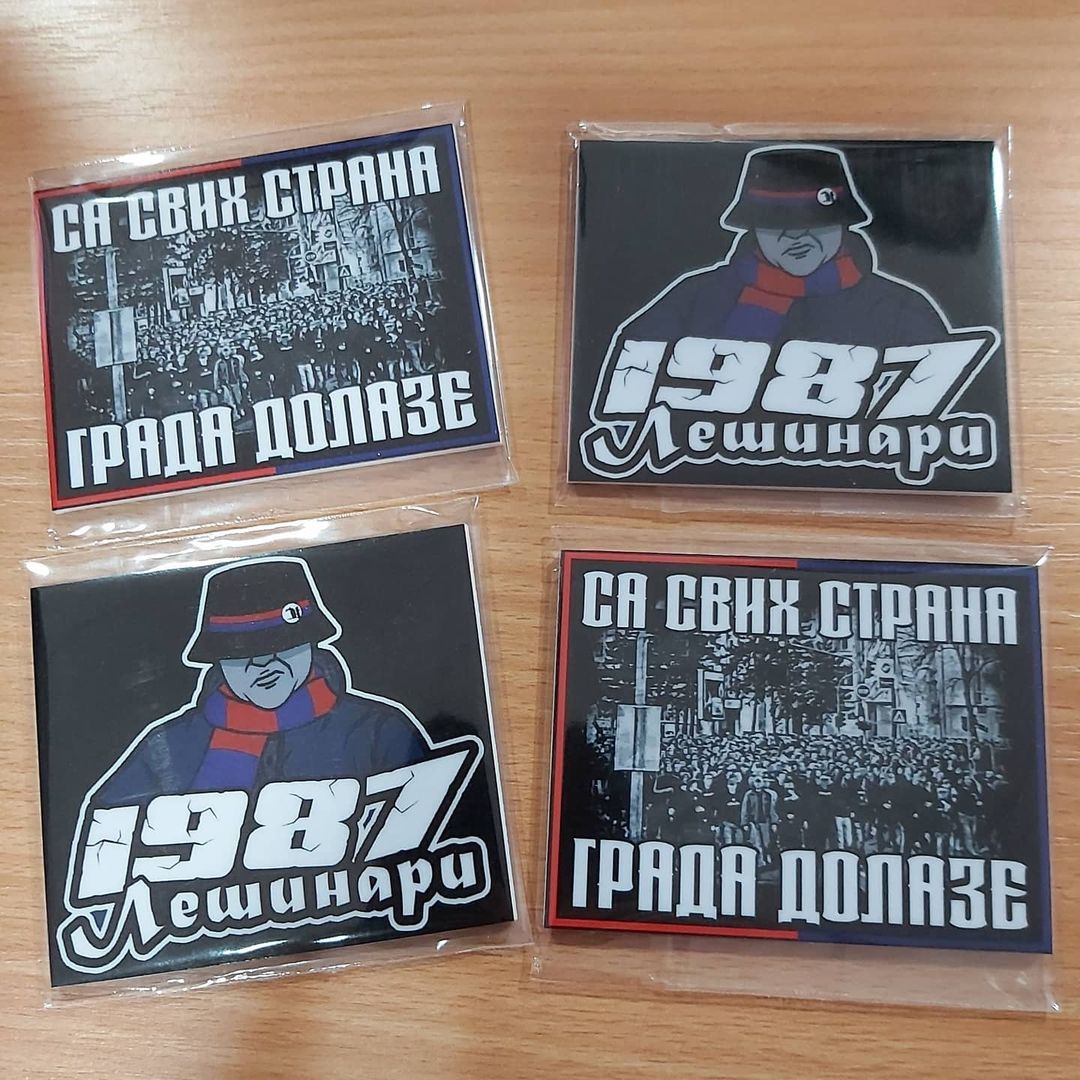 СА СВИХ СТРАНА
ГРАДА ДОЛАЗЕ
1987
Лешинари
1987
Лешинари
СА СВИХ СТРАНА
ГРАДА ДОЛАЗЕ